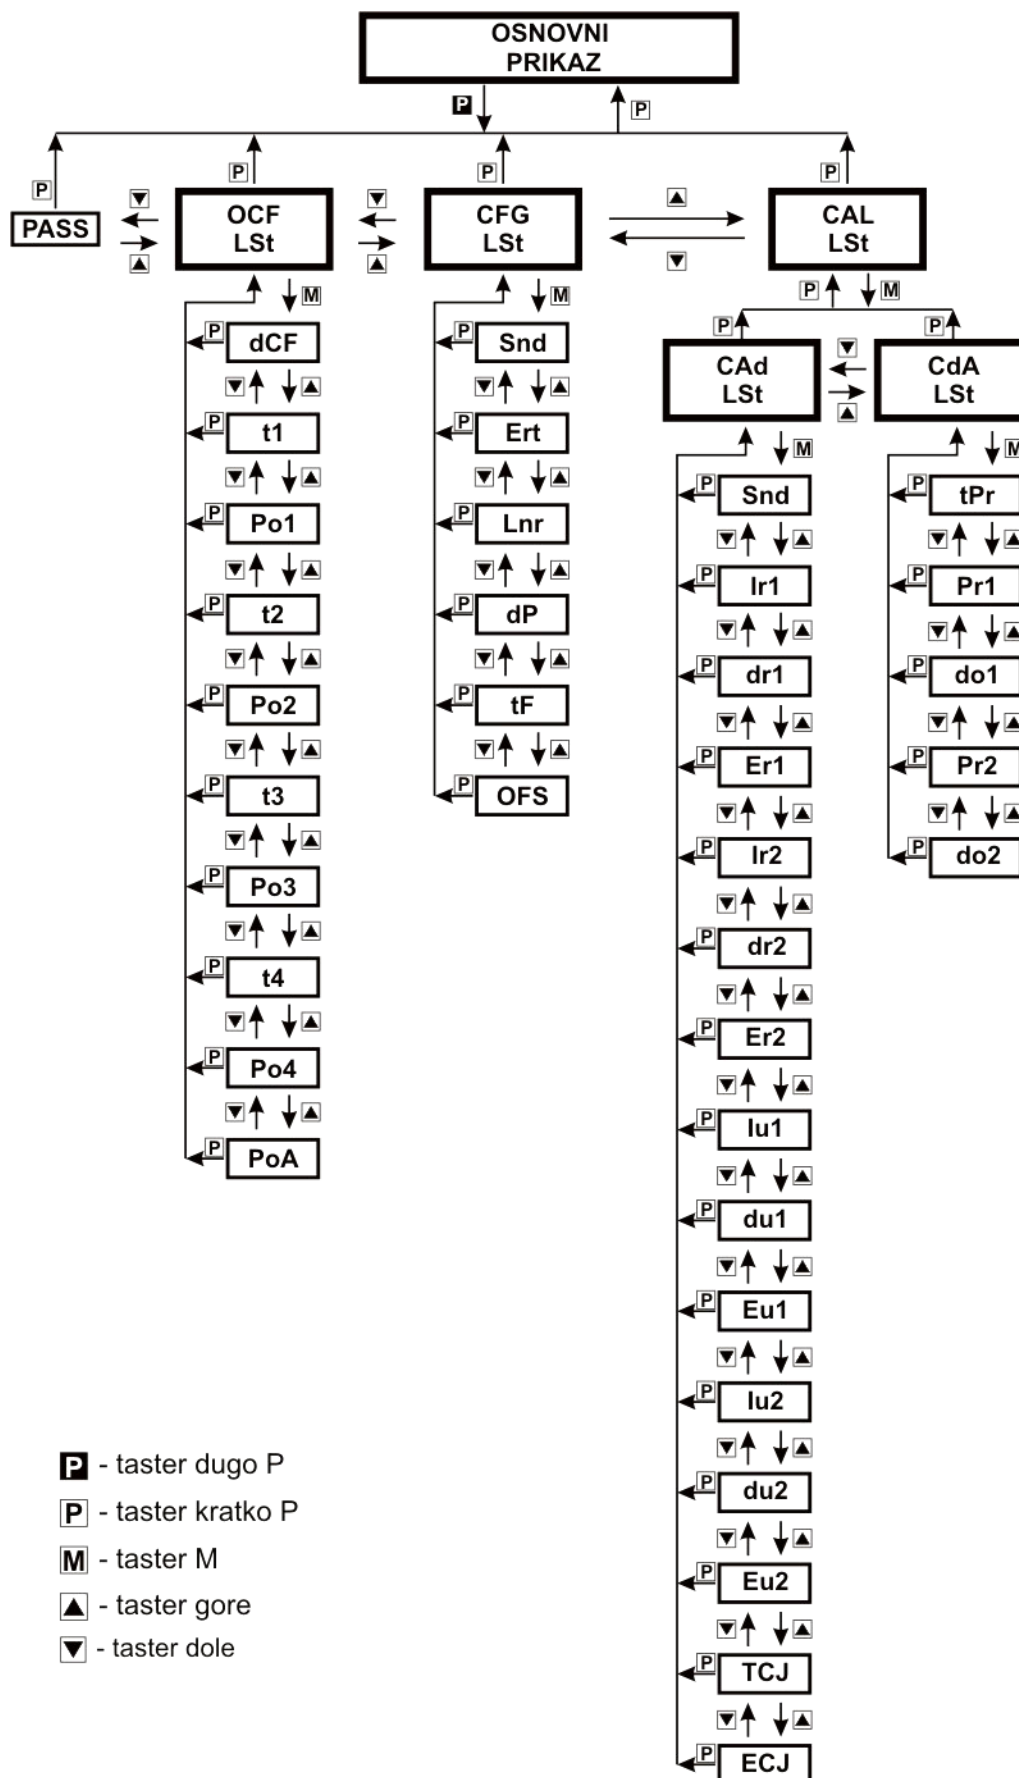 OSNOVNI
PRIKAZ
P
P
P
P
P
P
PASS
OCF
LSt
CFG
LSt
CAL
LSt
M
M
P
M
P
P
CAd
LSt
CdA
LSt
M
M
P
dCF
P
t1
P
Po1
P
t2
P
Po2
P
t3
P
Po3
P
t4
P
Po4
P
PoA
P
Snd
P
Ert
P
Lnr
P
dP
P
tF
P
OFS
P
Snd
P
Ir1
P
dr1
P
Er1
P
Ir2
P
dr2
P
Er2
P
Iu1
P
du1
P
Eu1
P
Iu2
P
du2
P
Eu2
P
TCJ
P
ECJ
P
tPr
P
Pr1
P
do1
P
Pr2
P
do2
P - taster dugo P
P - taster kratko P
M - taster M
▲ - taster gore
▼ - taster dole